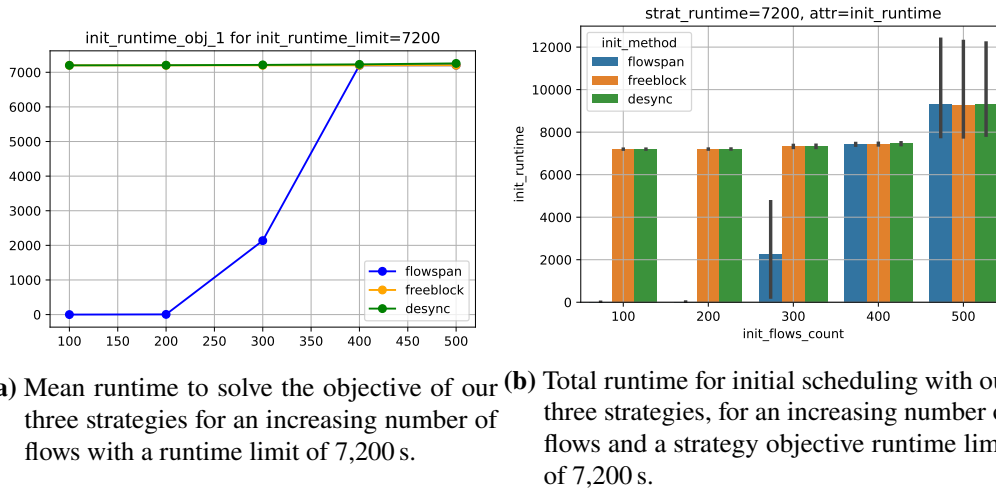 init_runtime_obj_1 for init_runtime_limit=7200
7000
6000
5000
4000
3000
2000
1000
0
100 150 200 250 300 350 400 450 500
flowspan
freeblock
desync
a) Mean runtime to solve the objective of our
three strategies for an increasing number of
flows with a runtime limit of 7,200 s.
strat_runtime=7200, attr=init_runtime
init_runtime
12000
10000
8000
6000
4000
2000
0
init_method
flowspan
freeblock
desync
100 200 300 400 500
init_flows_count
(b) Total runtime for initial scheduling with
three strategies, for an increasing number
flows and a strategy objective runtime
of 7,200 s.